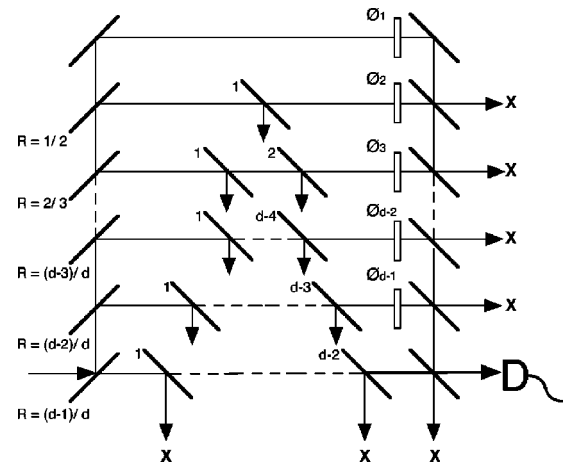 Ø1
1 Ø2 X
R = 1/ 2
1 2 Ø3 X
R = 2/ 3
1 d-4 Ød-2 X
R = (d-3)/ d
1 d-3 Ød-1 X
R = (d-2)/ d
1 d-2 D
R = (d-1)/ d
X X X